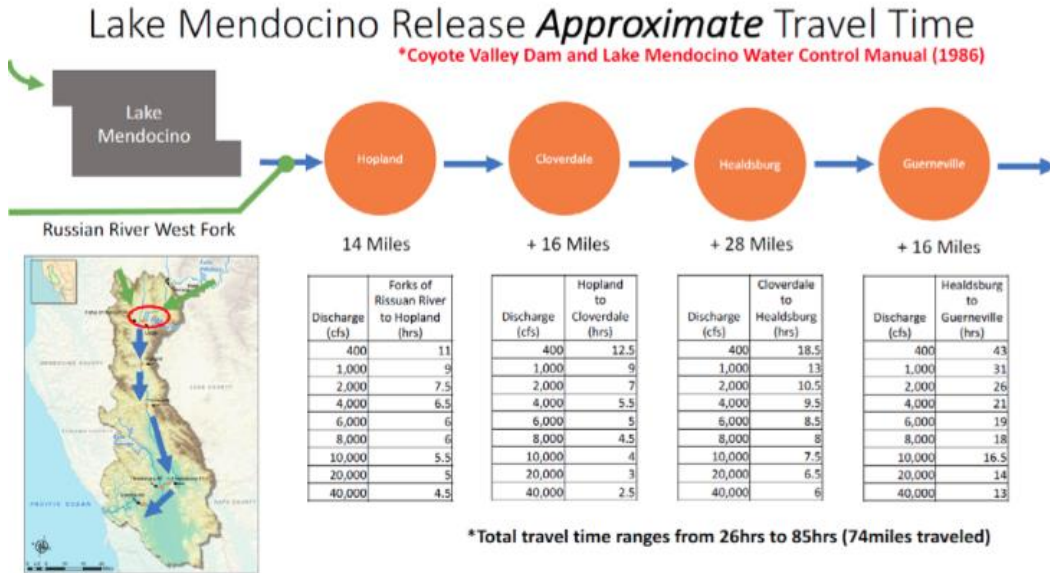 Lake Mendocino Release Approximate Travel Time
*Coyote Valley Dam and Lake Mendocino Water Control Manual (1986)
Lake
Mendocino
Hopland
Cloverdale
Healdsburg
Guerneville
Russian River West Fork
14 Miles
+ 16 Miles
+ 28 Miles
+ 16 Miles
Discharge (cfs) Forks of Rissuan River to Hopland (hrs)
400 11
1,000 9
2,000 7.5
4,000 6.5
6,000 6
8,000 6
10,000 5.5
20,000 5
40,000 4.5
Discharge (cfs) Hopland to Cloverdale (hrs)
400 12.5
1,000 9
2,000 7
4,000 5.5
6,000 5
8,000 4.5
10,000 4
20,000 3
40,000 2.5
Discharge (cfs) Cloverdale to Healdsburg (hrs)
400 18.5
1,000 13
2,000 10.5
4,000 9.5
6,000 8.5
8,000 8
10,000 7.5
20,000 6.5
40,000 6
Discharge (cfs) Healdsburg to Guerneville (hrs)
400 43
1,000 31
2,000 26
4,000 21
6,000 19
8,000 18
10,000 16.5
20,000 14
40,000 13
PACIFIC OCEAN
*Total travel time ranges from 26hrs to 85hrs (74miles traveled)